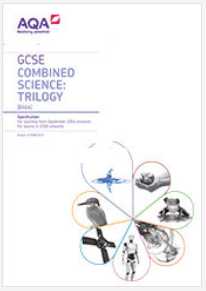 AQA
Realising potential
GCSE
COMBINED
SCIENCE:
TRILOGY
(8464)
Specification
For teaching from September 2016 onwards
For exams in 2018 onwards